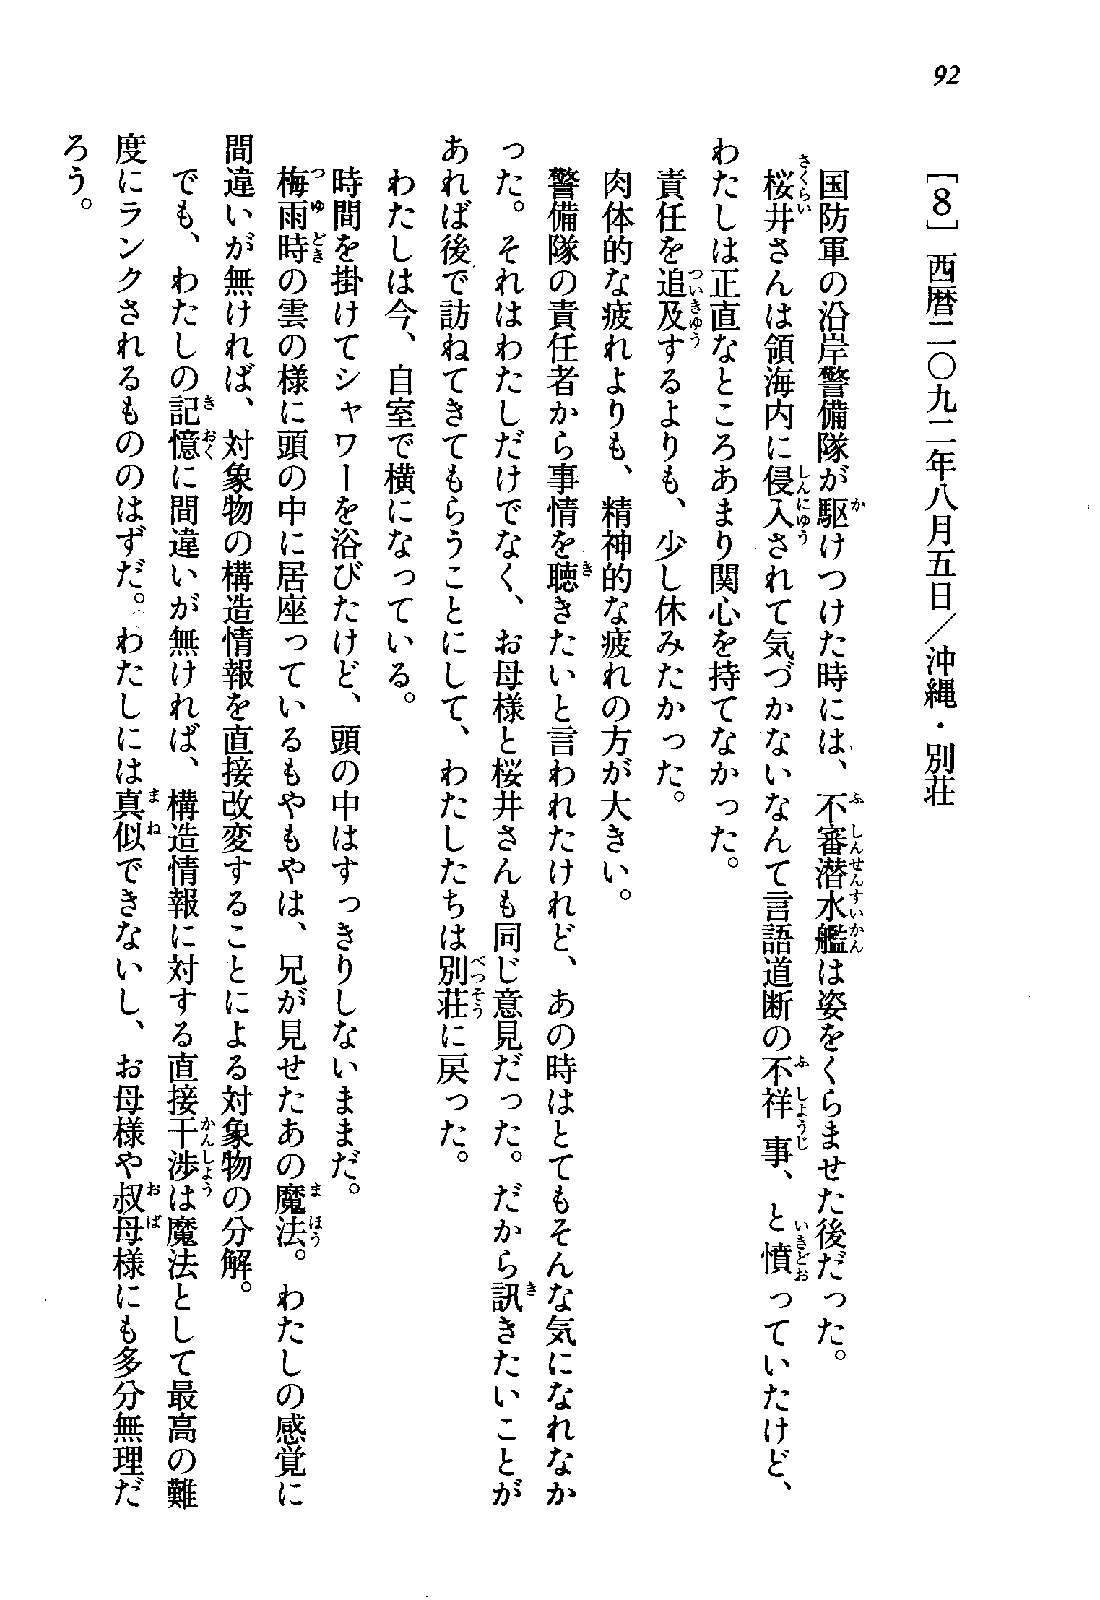 92
［8］西暦二〇九二年八月五日／沖縄・別荘
国防軍の沿岸警備隊が駆けつけた時には、不審潜水艦は姿をくらませた後だった。
桜井さんは領海内に侵入されて気づかないなんて言語道断の不祥事、と憤っていたけど、
わたしは正直なところあまり関心を持てなかった。
責任を追及するよりも、少し休みたかった。
肉体的な疲れよりも、精神的な疲れの方が大きい。
警備隊の責任者から事情を聴きたいと言われたけれど、あの時はとてもそんな気になれなか
った。それはわたしだけでなく、お母様と桜井さんも同じ意見だった。だから訊きたいことが
あれば後で訪ねてきてもらうことにして、わたしたちは別荘に戻った。
わたしは今、自室で横になっている。
時間を掛けてシャワーを浴びたけど、頭の中はすっきりしないままだ。
梅雨時の雲の様に頭の中に居座っているもやもやは、兄が見せたあの魔法。わたしの感覚に
間違いが無ければ、対象物の構造情報を直接改変することによる対象物の分解。
でも、わたしの記憶に間違いが無ければ、構造情報に対する直接干渉は魔法として最高の難
度にランクされるもののはずだ。わたしには真似できないし、お母様や叔母様にも多分無理だ
ろう。